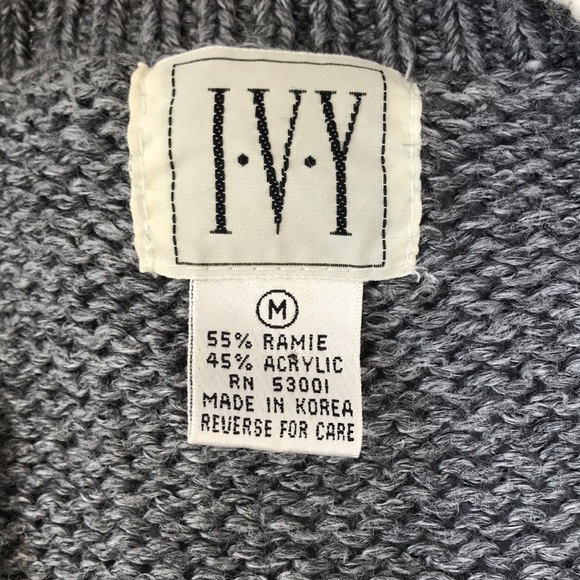 I·V·Y
M
55% RAMIE
45% ACRYLIC
RN 53001
MADE IN KOREA
REVERSE FOR CARE